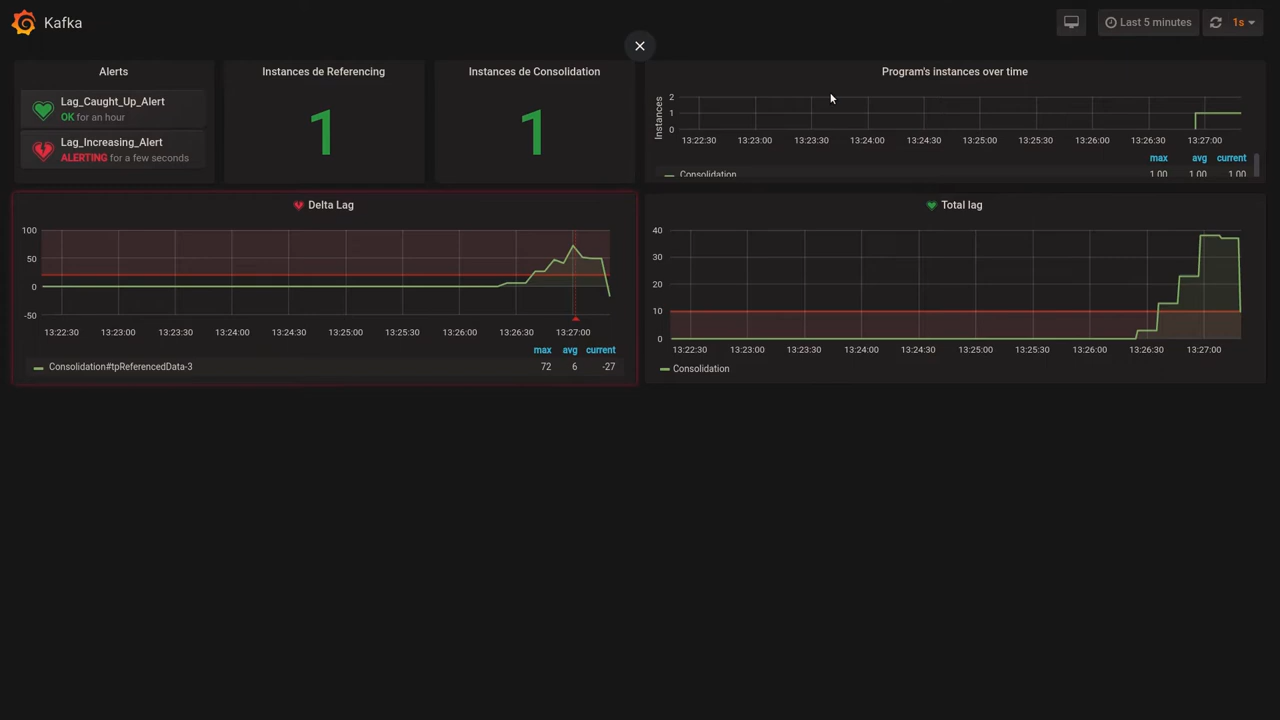 Kafka
Last 5 minutes
1s
Alerts
Lag_Caught_Up_Alert
OK for an hour
Lag_Increasing_Alert
ALERTING for a few seconds
Instances de Referencing
1
Instances de Consolidation
1
Program's instances over time
Instances
2
1
0
13:22:30 13:23:00 13:23:30 13:24:00 13:24:30 13:25:00 13:25:30 13:26:00 13:26:30 13:27:00
max avg current
Consolidation 1.00 1.00 1.00
Delta Lag
100
50
0
-50
13:22:30 13:23:00 13:23:30 13:24:00 13:24:30 13:25:00 13:25:30 13:26:00 13:26:30 13:27:00
max avg current
Consolidation#tpReferencedData-3 72 6 -27
Total lag
40
30
20
10
0
13:22:30 13:23:00 13:23:30 13:24:00 13:24:30 13:25:00 13:25:30 13:26:00 13:26:30 13:27:00
Consolidation